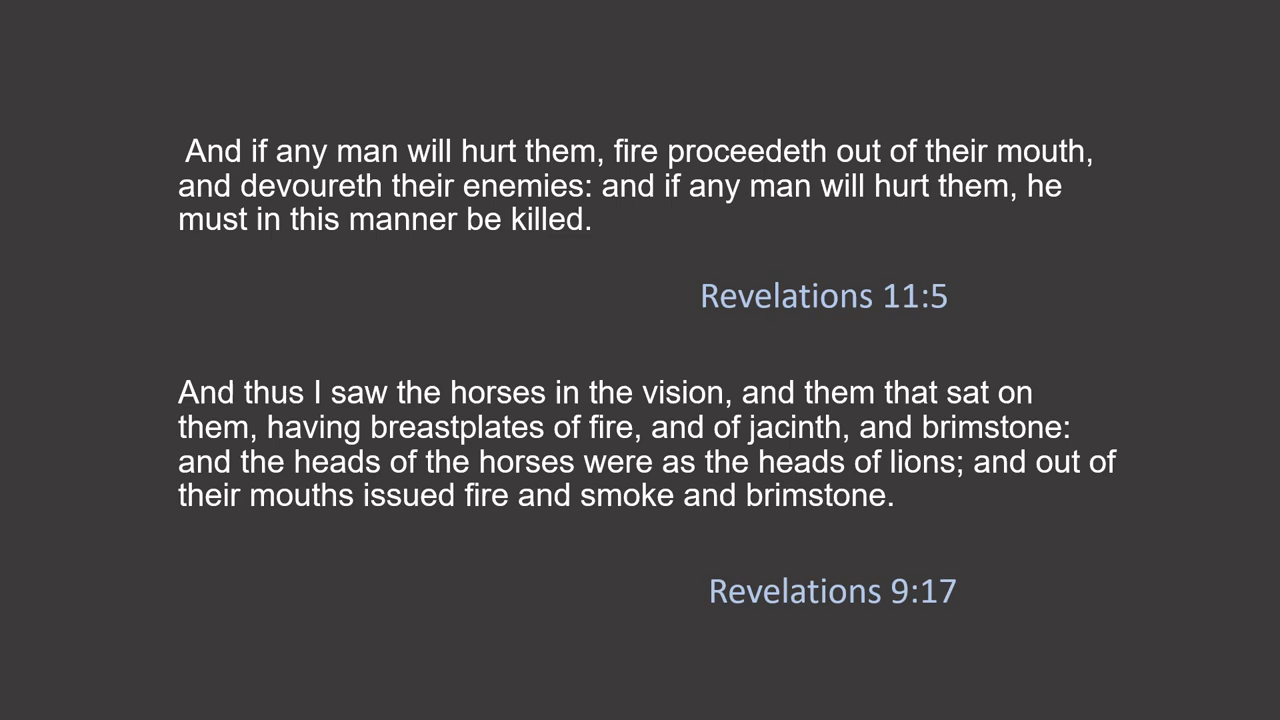 And if any man will hurt them, fire proceedeth out of their mouth,
and devoureth their enemies: and if any man will hurt them, he
must in this manner be killed.
Revelations 11:5
And thus I saw the horses in the vision, and them that sat on
them, having breastplates of fire, and of jacinth, and brimstone:
and the heads of the horses were as the heads of lions; and out of
their mouths issued fire and smoke and brimstone.
Revelations 9:17